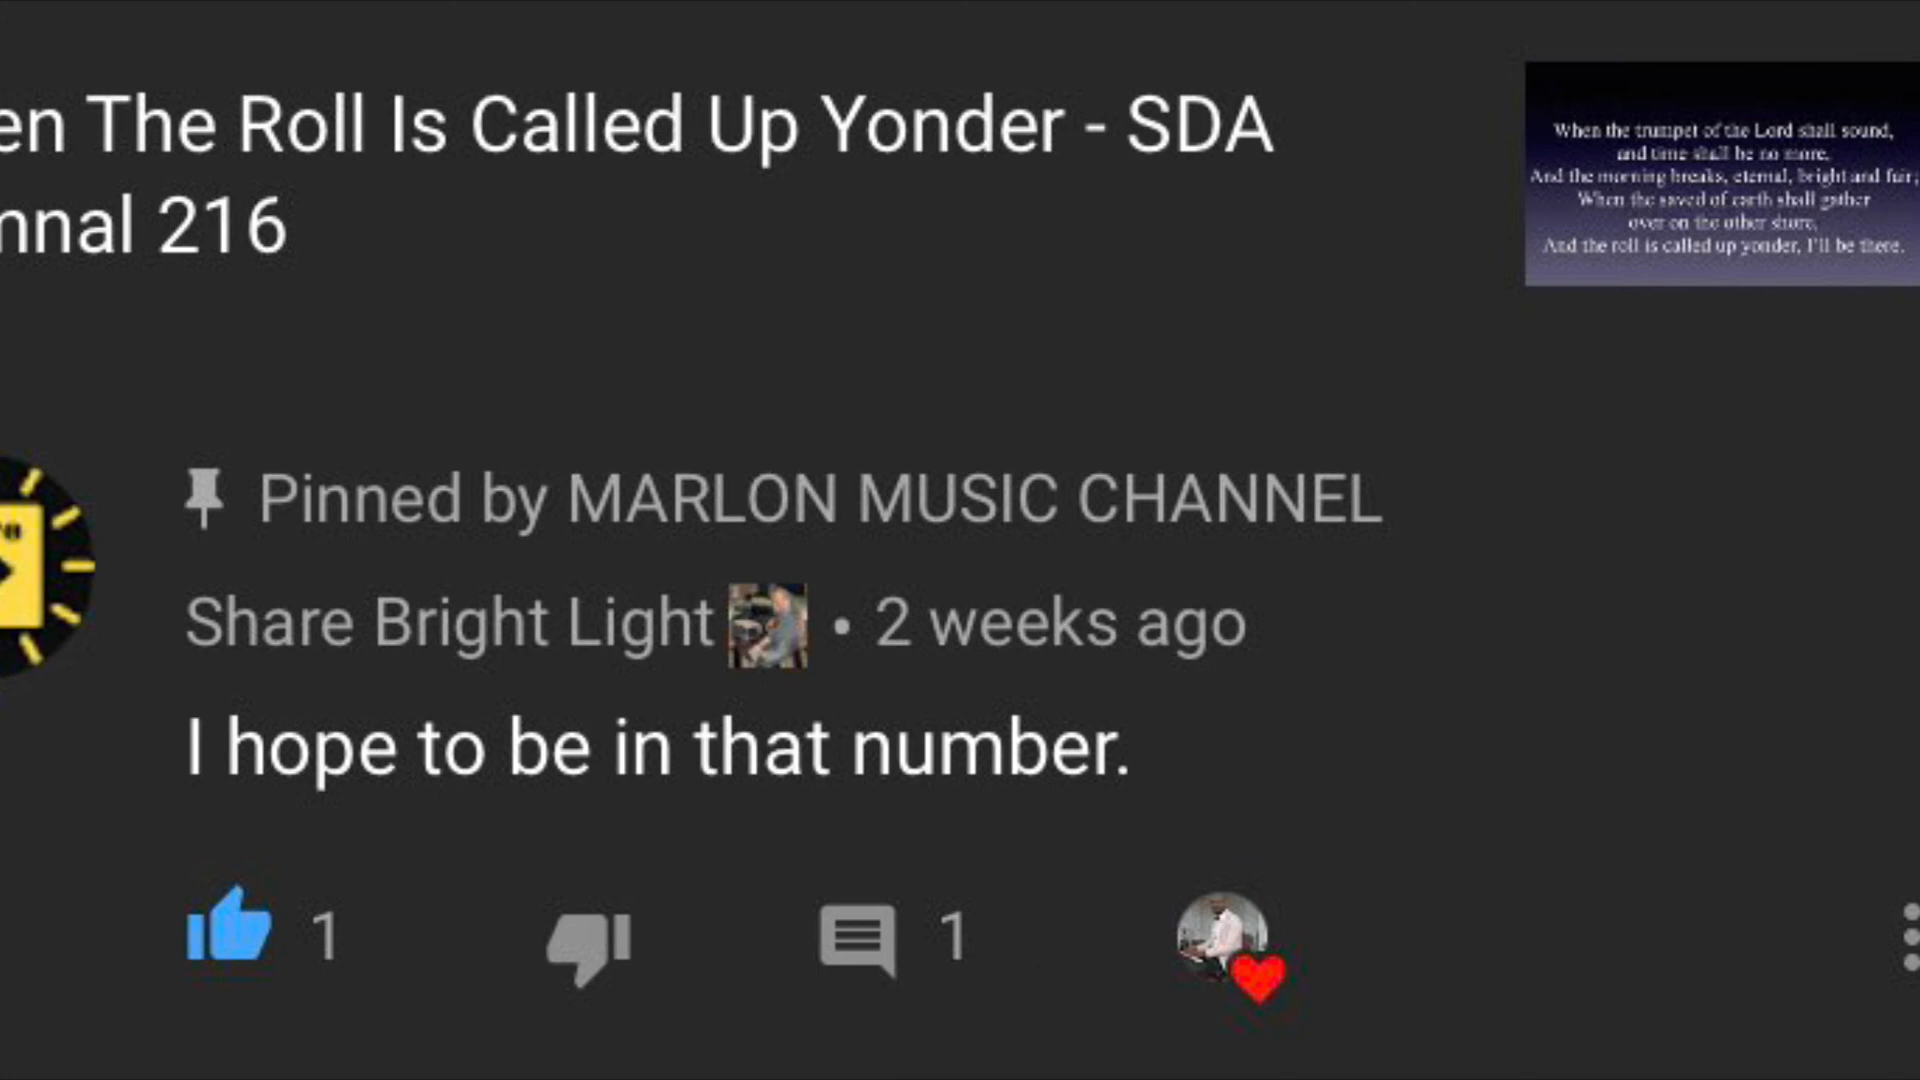 en The Roll Is Called Up Yonder - SDA
nnal 216
When the trumpet of the Lord shall sound,
and time shall be no more,
And the morning breaks, eternal, bright and fair;
When the saved of earth shall gather
over on the other shore,
And the roll is called up yonder, I'll be there.
Pinned by MARLON MUSIC CHANNEL
Share Bright Light • 2 weeks ago
I hope to be in that number.
1 1